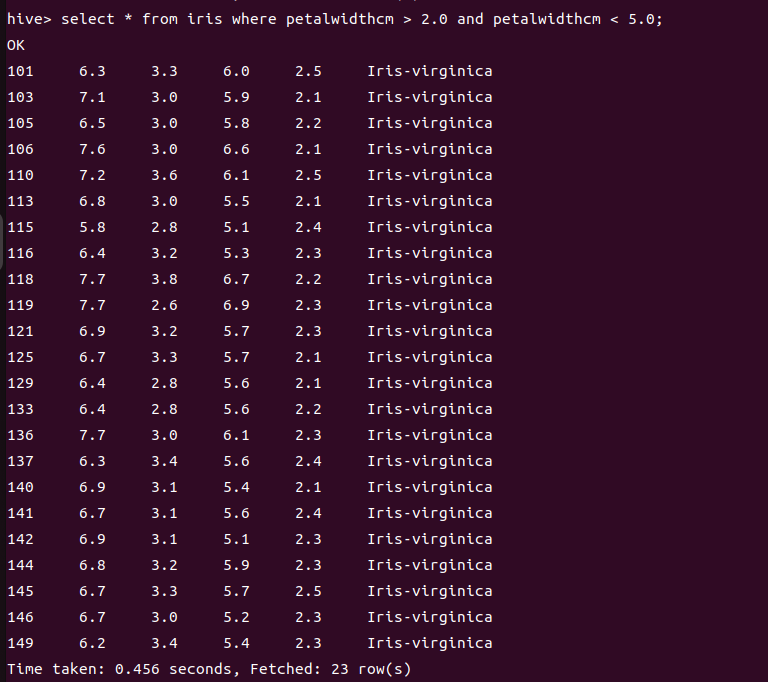 hive> select * from iris where petalwidthcm > 2.0 and petalwidthcm < 5.0;
OK
101 6.3 3.3 6.0 2.5 Iris-virginica
103 7.1 3.0 5.9 2.1 Iris-virginica
105 6.5 3.0 5.8 2.2 Iris-virginica
106 7.6 3.0 6.6 2.1 Iris-virginica
110 7.2 3.6 6.1 2.5 Iris-virginica
113 6.8 3.0 5.5 2.1 Iris-virginica
115 5.8 2.8 5.1 2.4 Iris-virginica
116 6.4 3.2 5.3 2.3 Iris-virginica
118 7.7 3.8 6.7 2.2 Iris-virginica
119 7.7 2.6 6.9 2.3 Iris-virginica
121 6.9 3.2 5.7 2.3 Iris-virginica
125 6.7 3.3 5.7 2.1 Iris-virginica
129 6.4 2.8 5.6 2.1 Iris-virginica
133 6.4 2.8 5.6 2.2 Iris-virginica
136 7.7 3.0 6.1 2.3 Iris-virginica
137 6.3 3.4 5.6 2.4 Iris-virginica
140 6.9 3.1 5.4 2.1 Iris-virginica
141 6.7 3.1 5.6 2.4 Iris-virginica
142 6.9 3.1 5.1 2.3 Iris-virginica
144 6.8 3.2 5.9 2.3 Iris-virginica
145 6.7 3.3 5.7 2.5 Iris-virginica
146 6.7 3.0 5.2 2.3 Iris-virginica
149 6.2 3.4 5.4 2.3 Iris-virginica
Time taken: 0.456 seconds, Fetched: 23 row(s)